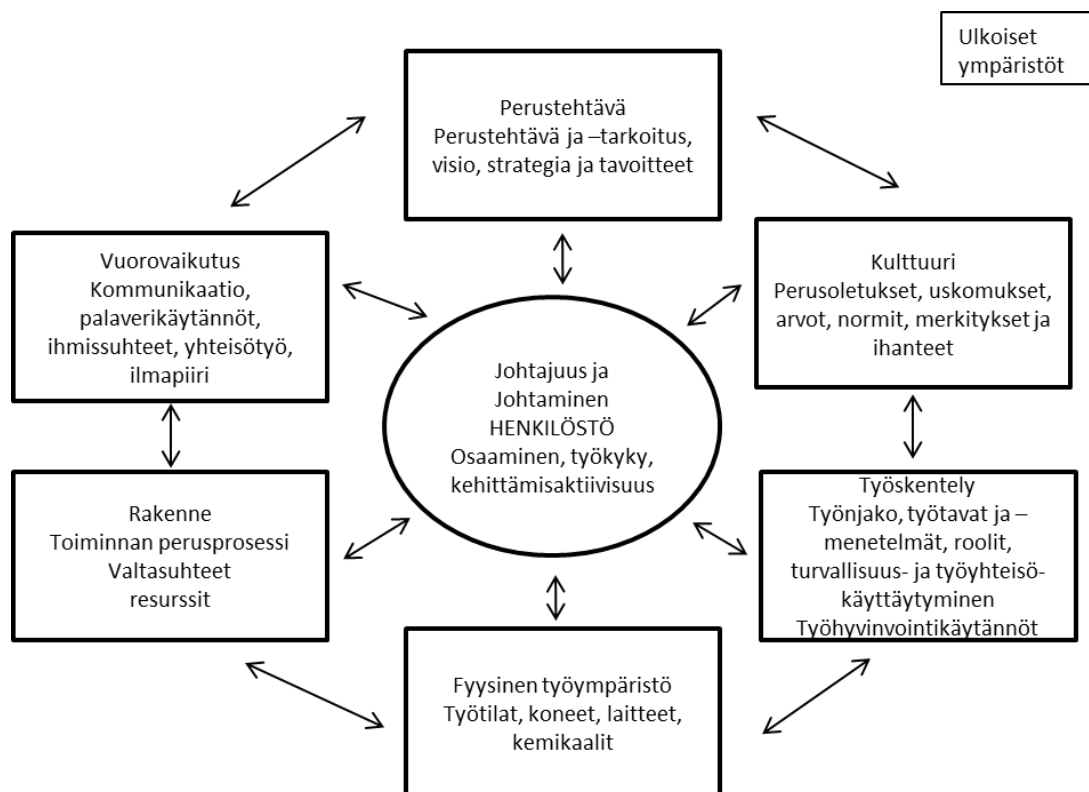 Ulkoiset
ympäristöt
Perustehtävä
Perustehtävä ja –tarkoitus,
visio, strategia ja tavoitteet
Vuorovaikutus
Kommunikaatio,
palaverikäytännöt,
ihmissuhteet, yhteisötyö,
ilmapiiri
Kulttuuri
Perusoletukset, uskomukset,
arvot, normit, merkitykset ja
ihanteet
Johtajuus ja
Johtaminen
HENKILÖSTÖ
Osaaminen, työkyky,
kehittämisaktiivisuus
Rakenne
Toiminnan perusprosessi
Valtasuhteet
resurssit
Työskentely
Työnjako, työtavat ja –
menetelmät, roolit,
turvallisuus- ja työyhteisö-
käyttäytyminen
Työhyvinvointikäytännöt
Fyysinen työympäristö
Työtilat, koneet, laitteet,
kemikaalit